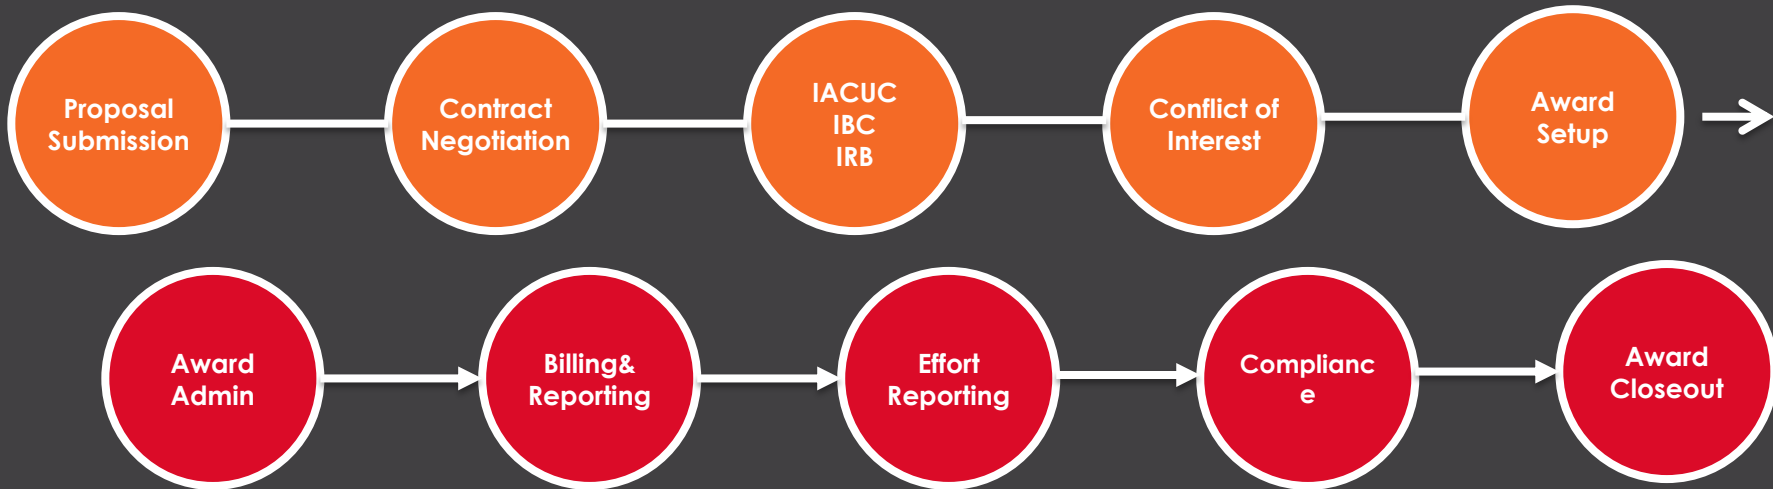 Proposal
Submission
Contract
Negotiation
IACUC
IBC
IRB
Conflict of
Interest
Award
Setup
Award
Admin
Billing&
Reporting
Effort
Reporting
Complianc
e
Award
Closeout